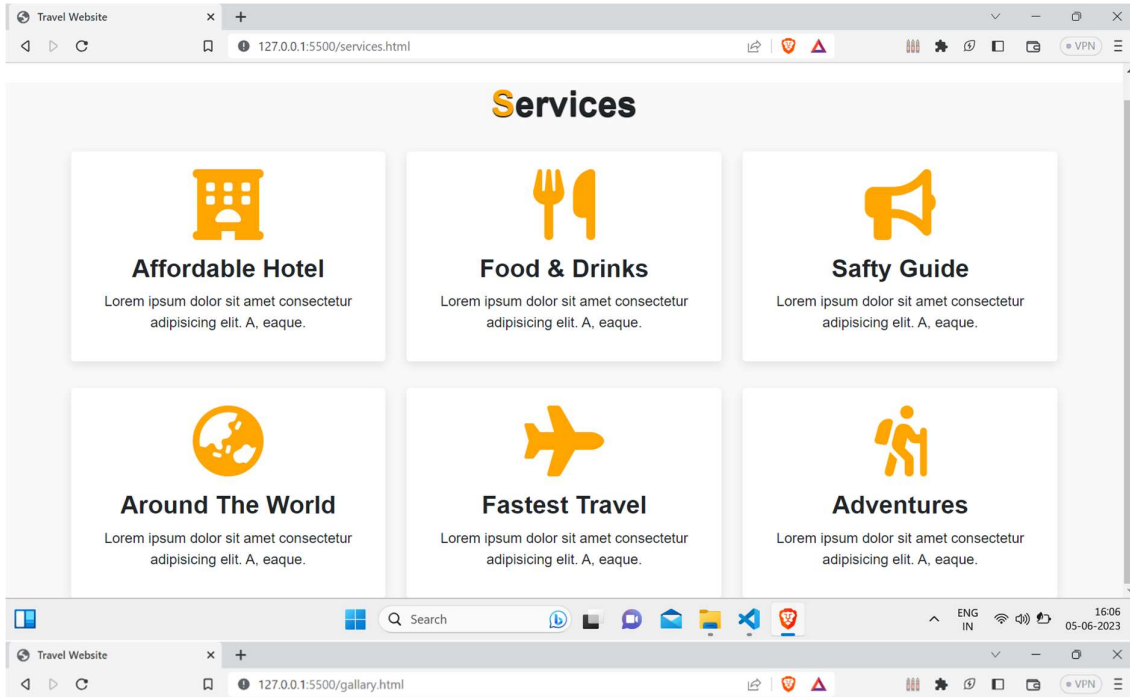 Travel Website
127.0.0.1:5500/services.html
VPN
Services
Affordable Hotel
Lorem ipsum dolor sit amet consectetur
adipisicing elit. A, eaque.
Food & Drinks
Lorem ipsum dolor sit amet consectetur
adipisicing elit. A, eaque.
Safty Guide
Lorem ipsum dolor sit amet consectetur
adipisicing elit. A, eaque.
Around The World
Lorem ipsum dolor sit amet consectetur
adipisicing elit. A, eaque.
Fastest Travel
Lorem ipsum dolor sit amet consectetur
adipisicing elit. A, eaque.
Adventures
Lorem ipsum dolor sit amet consectetur
adipisicing elit. A, eaque.
Search
ENG
IN
16:06
05-06-2023
Travel Website
127.0.0.1:5500/gallary.html
VPN